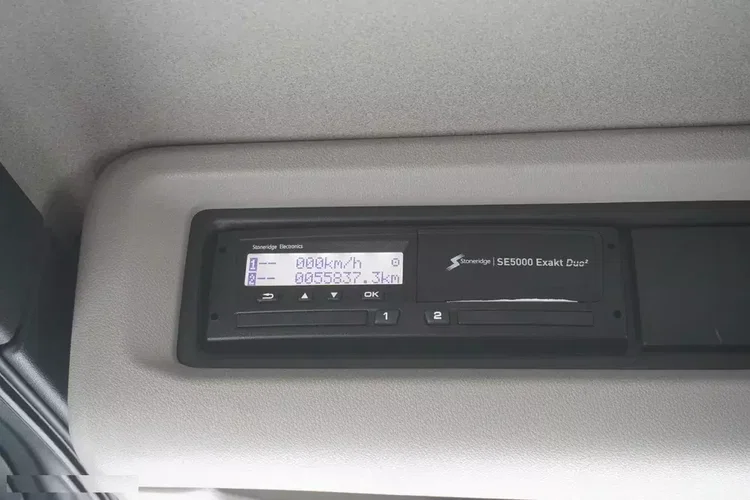 Stoneridge Electronics
1-- 000km/h
2-- 0055837.3km
OK
1 2
Stoneridge | SE5000 Exakt Duo²